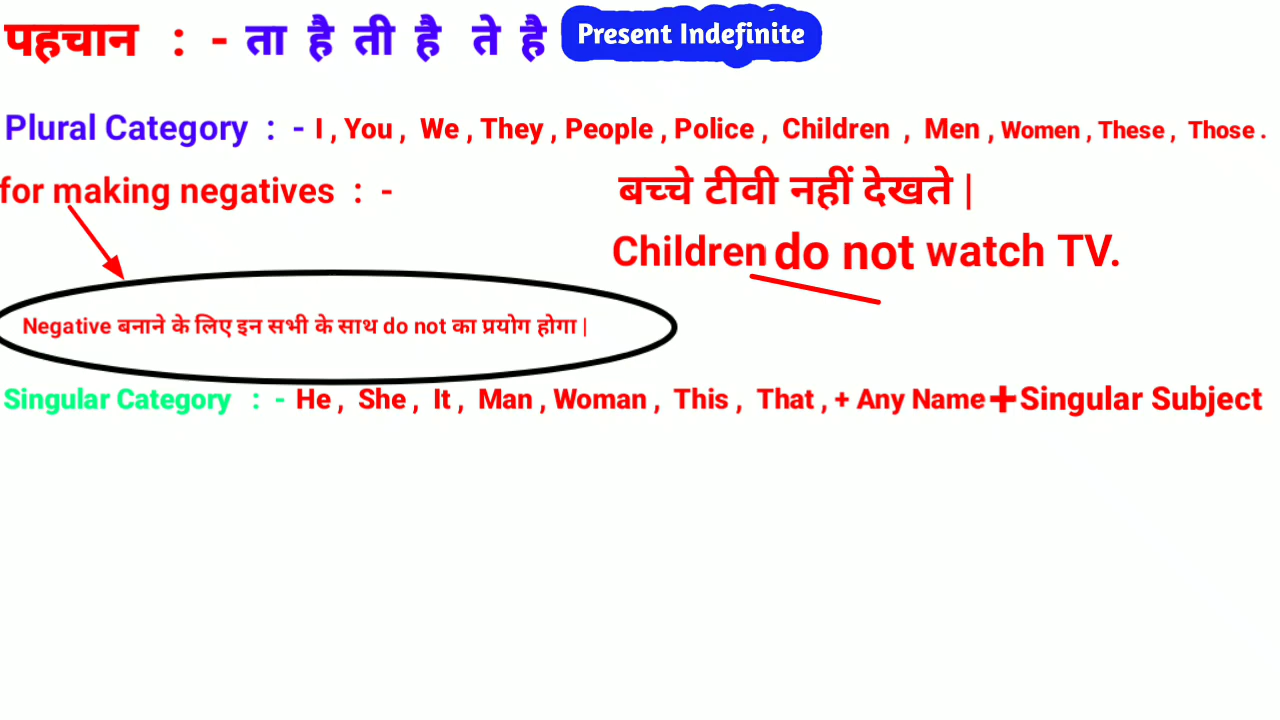 पहचान : - ता है ती है ते है Present Indefinite
Plural Category : - I , You , We , They , People , Police , Children , Men , Women , These , Those .
for making negatives : - बच्चे टीवी नहीं देखते |
Children do not watch TV.
Negative बनाने के लिए इन सभी के साथ do not का प्रयोग होगा |
Singular Category : - He , She , It , Man , Woman , This , That , + Any Name + Singular Subject